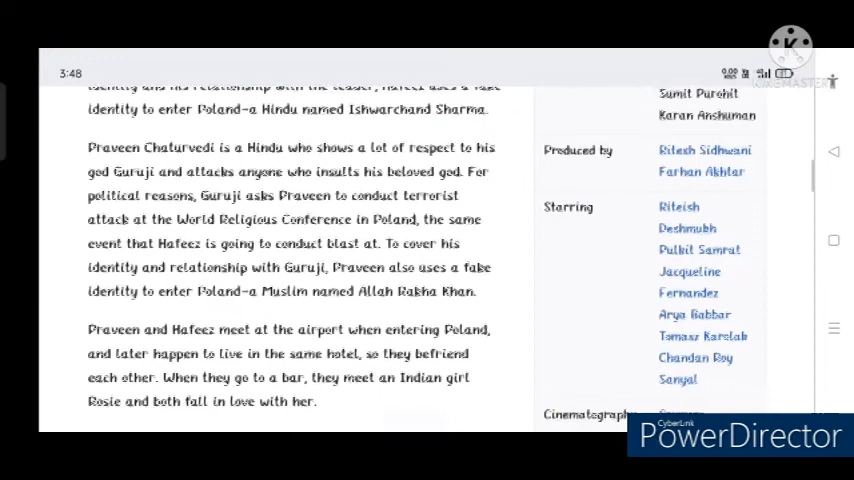 3:48
KINEMASTER
identity and his relationship with the leader, Hafeez uses a fake
identity to enter Poland-a Hindu named Ishwarchand Sharma.
Praveen Chaturvedi is a Hindu who shows a lot of respect to his
god Guruji and attacks anyone who insults his beloved god. For
political reasons, Guruji asks Praveen to conduct terrorist
attack at the World Religious Conference in Poland, the same
event that Hafeez is going to conduct blast at. To cover his
identity and relationship with Guruji, Praveen also uses a fake
identity to enter Poland-a Muslim named Allah Rakha Khan.
Praveen and Hafeez meet at the airport when entering Poland,
and later happen to live in the same hotel, so they befriend
each other. When they go to a bar, they meet an Indian girl
Rosie and both fall in love with her.
Sumit Purohit
Karan Anshuman
Produced by
Ritesh Sidhwani
Farhan Akhtar
Starring
Riteish
Deshmukh
Pulkit Samrat
Jacqueline
Fernandez
Arya Babbar
Tomasz Karolak
Chandan Roy
Sanyal
Cinematography
CyberLink
PowerDirector